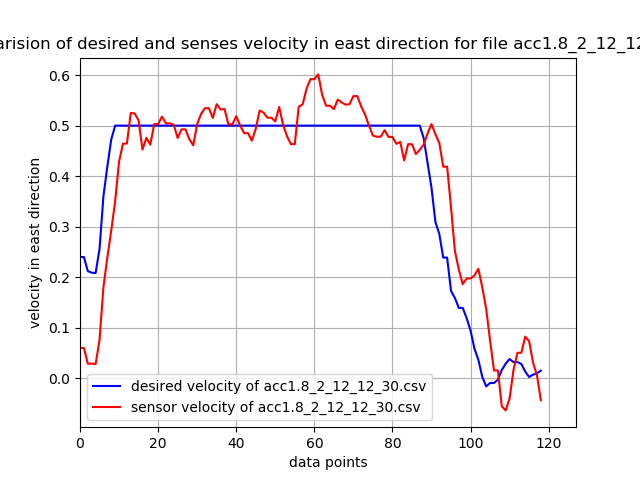 arision of desired and senses velocity in east direction for file acc1.8_2_12_12
0.6
0.5
0.4
0.3
0.2
0.1
0.0
velocity in east direction
desired velocity of acc1.8_2_12_12_30.csv
sensor velocity of acc1.8_2_12_12_30.csv
0 20 40 60 80 100 120
data points